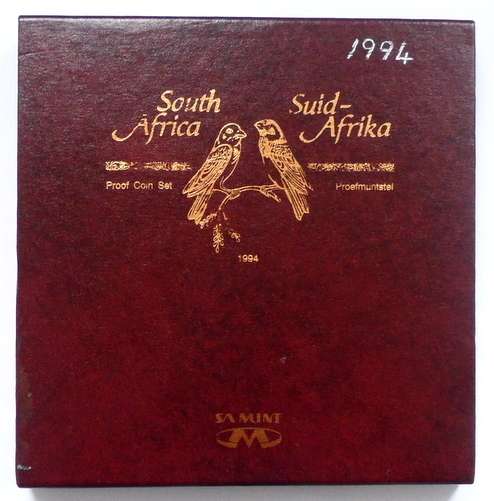 1994
South Africa
Suid-Afrika
Proof Coin Set
Proefmuntstel
1994
SA MINT